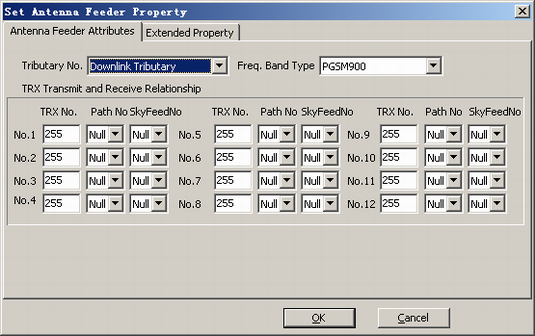 Set Antenna Feeder Property
Antenna Feeder Attributes Extended Property
Tributary No. Downlink Tributary Freq. Band Type PGSM900
TRX Transmit and Receive Relationship
TRX No. Path No SkyFeedNo TRX No. Path No SkyFeedNo TRX No. Path No SkyFeedNo
No.1 255 Null Null No.5 255 Null Null No.9 255 Null Null
No.2 255 Null Null No.6 255 Null Null No.10 255 Null Null
No.3 255 Null Null No.7 255 Null Null No.11 255 Null Null
No.4 255 Null Null No.8 255 Null Null No.12 255 Null Null
OK Cancel